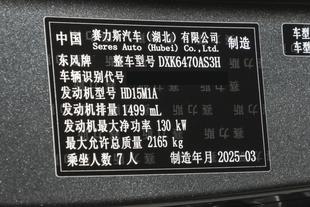 中国 赛力斯汽车（湖北）有限公司 制造
Seres Auto (Hubei) Co.,Ltd.
东风牌 整车型号 DXK6470AS3H
车辆识别代号
发动机型号 HD15M1A
发动机排量 1499 mL
发动机最大净功率 130 kW
最大允许总质量 2165 kg
乘坐人数 7 人 制造年月 2025-03
车型
车型